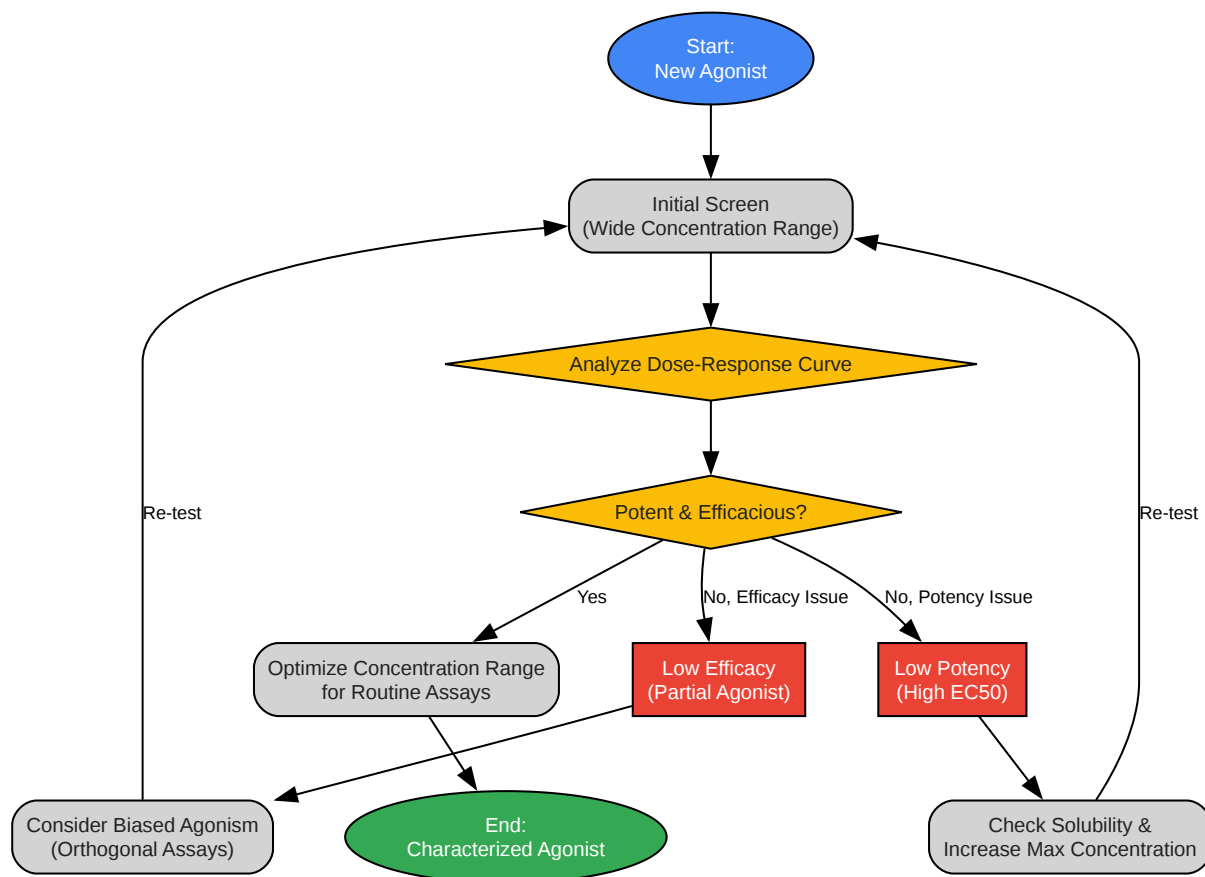 Start:
New Agonist
Initial Screen
(Wide Concentration Range)
Analyze Dose-Response Curve
Potent & Efficacious?
Re-test
Re-test
Yes
No, Efficacy Issue
No, Potency Issue
Optimize Concentration Range
for Routine Assays
Low Efficacy
(Partial Agonist)
Low Potency
(High EC50)
Consider Biased Agonism
(Orthogonal Assays)
End:
Characterized Agonist
Check Solubility &
Increase Max Concentration